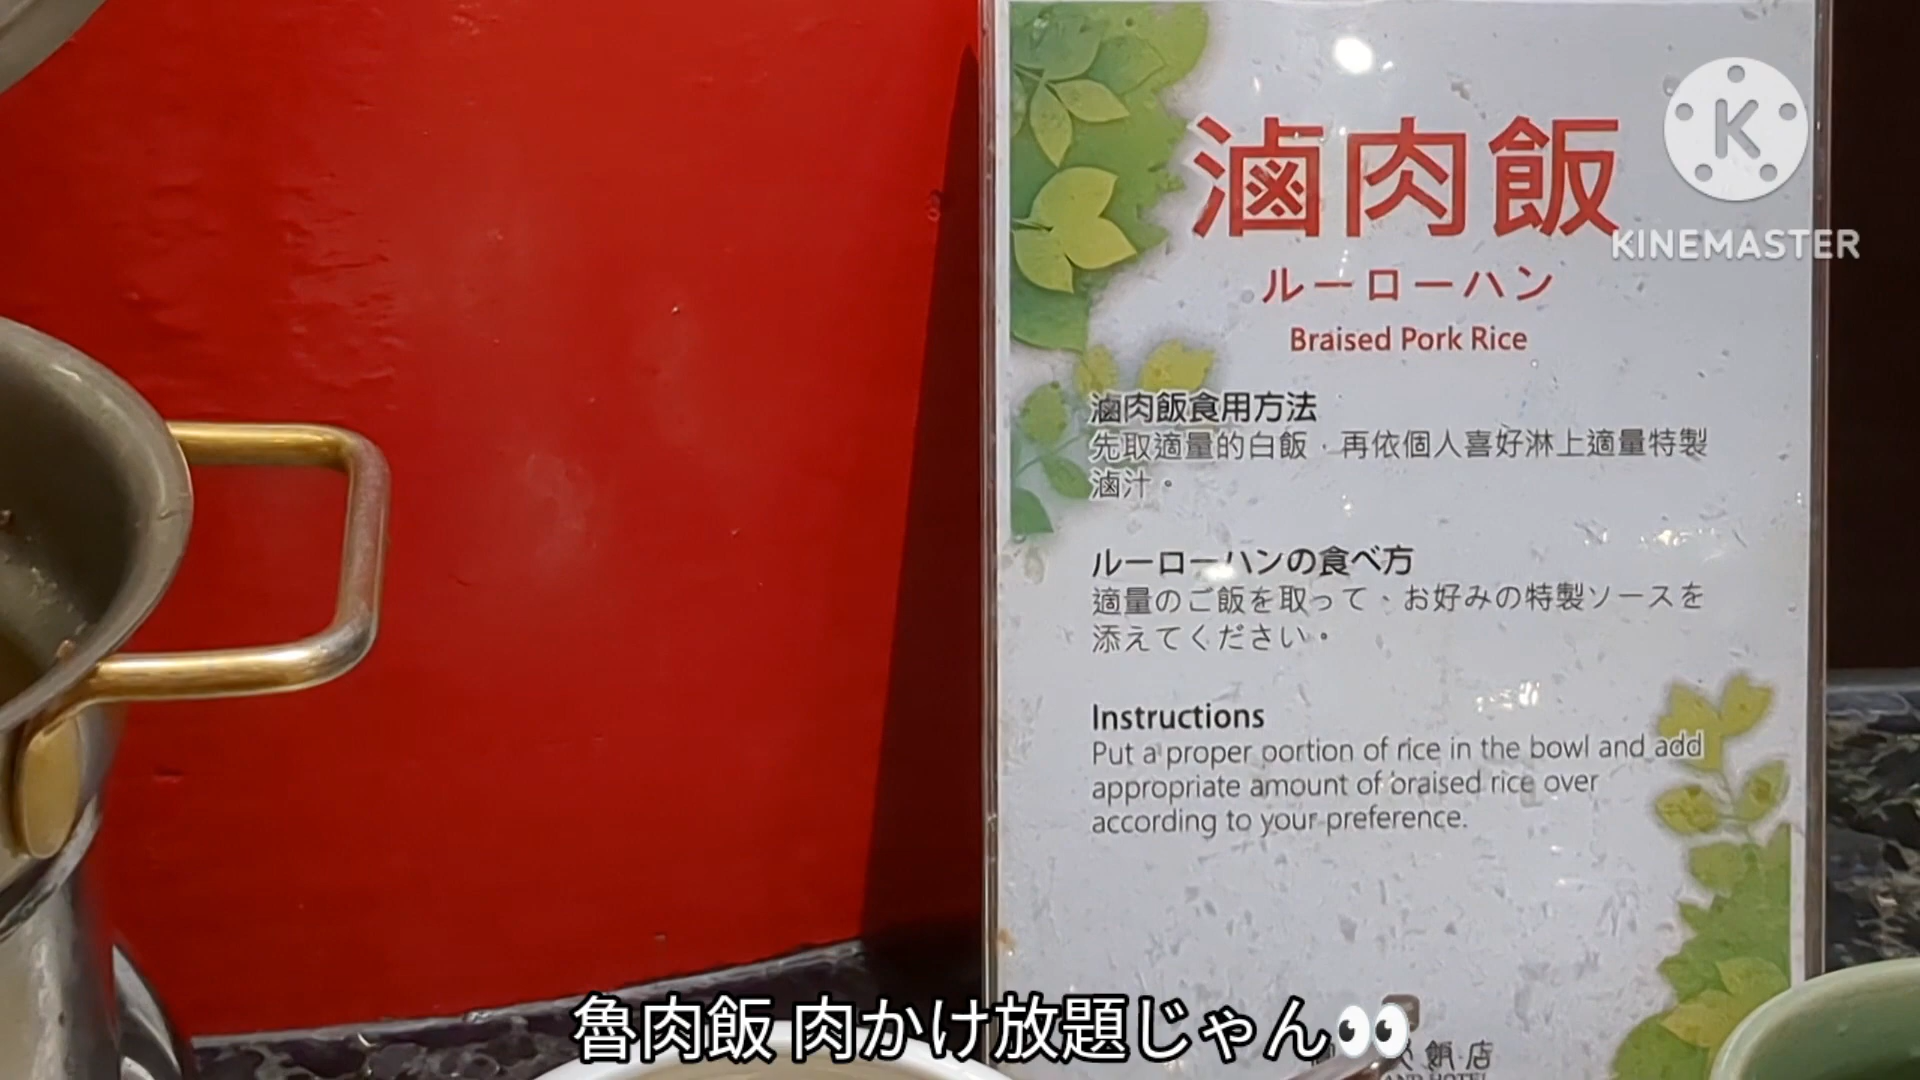 滷肉飯
ルーローハン
Braised Pork Rice
滷肉飯食用方法
先取適量的白飯，再依個人喜好淋上適量特製
滷汁。
ルーローハンの食べ方
適量のご飯を取って、お好みの特製ソースを
添えてください。
Instructions
Put a proper portion of rice in the bowl and add
appropriate amount of braised rice over
according to your preference.
K
KINEMASTER
魯肉飯 肉かけ放題じゃん👀
飯店
HOTEL